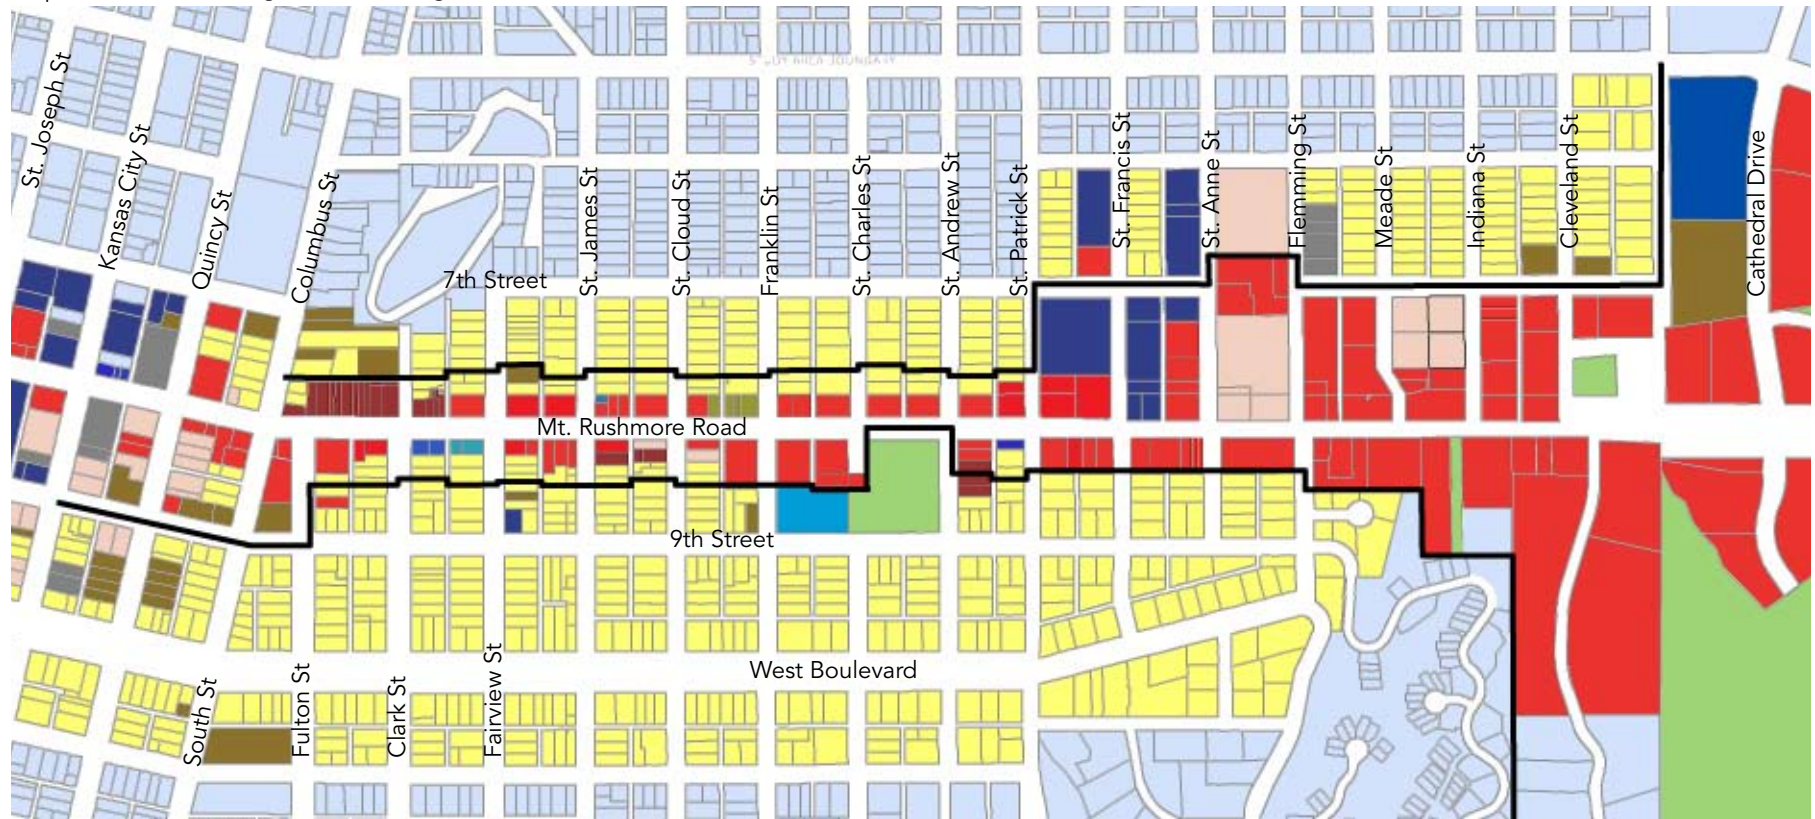 St. Joseph St
Kansas City St
Quincy St
Columbus St
7th Street
St. James St
St. Cloud St
Franklin St
St. Charles St
St. Andrew St
St. Patrick St
St. Francis St
St. Anne St
Flemming St
Meade St
Indiana St
Cleveland St
Cathedral Drive
Mt. Rushmore Road
9th Street
West Boulevard
South St
Fulton St
Clark St
Fairview St